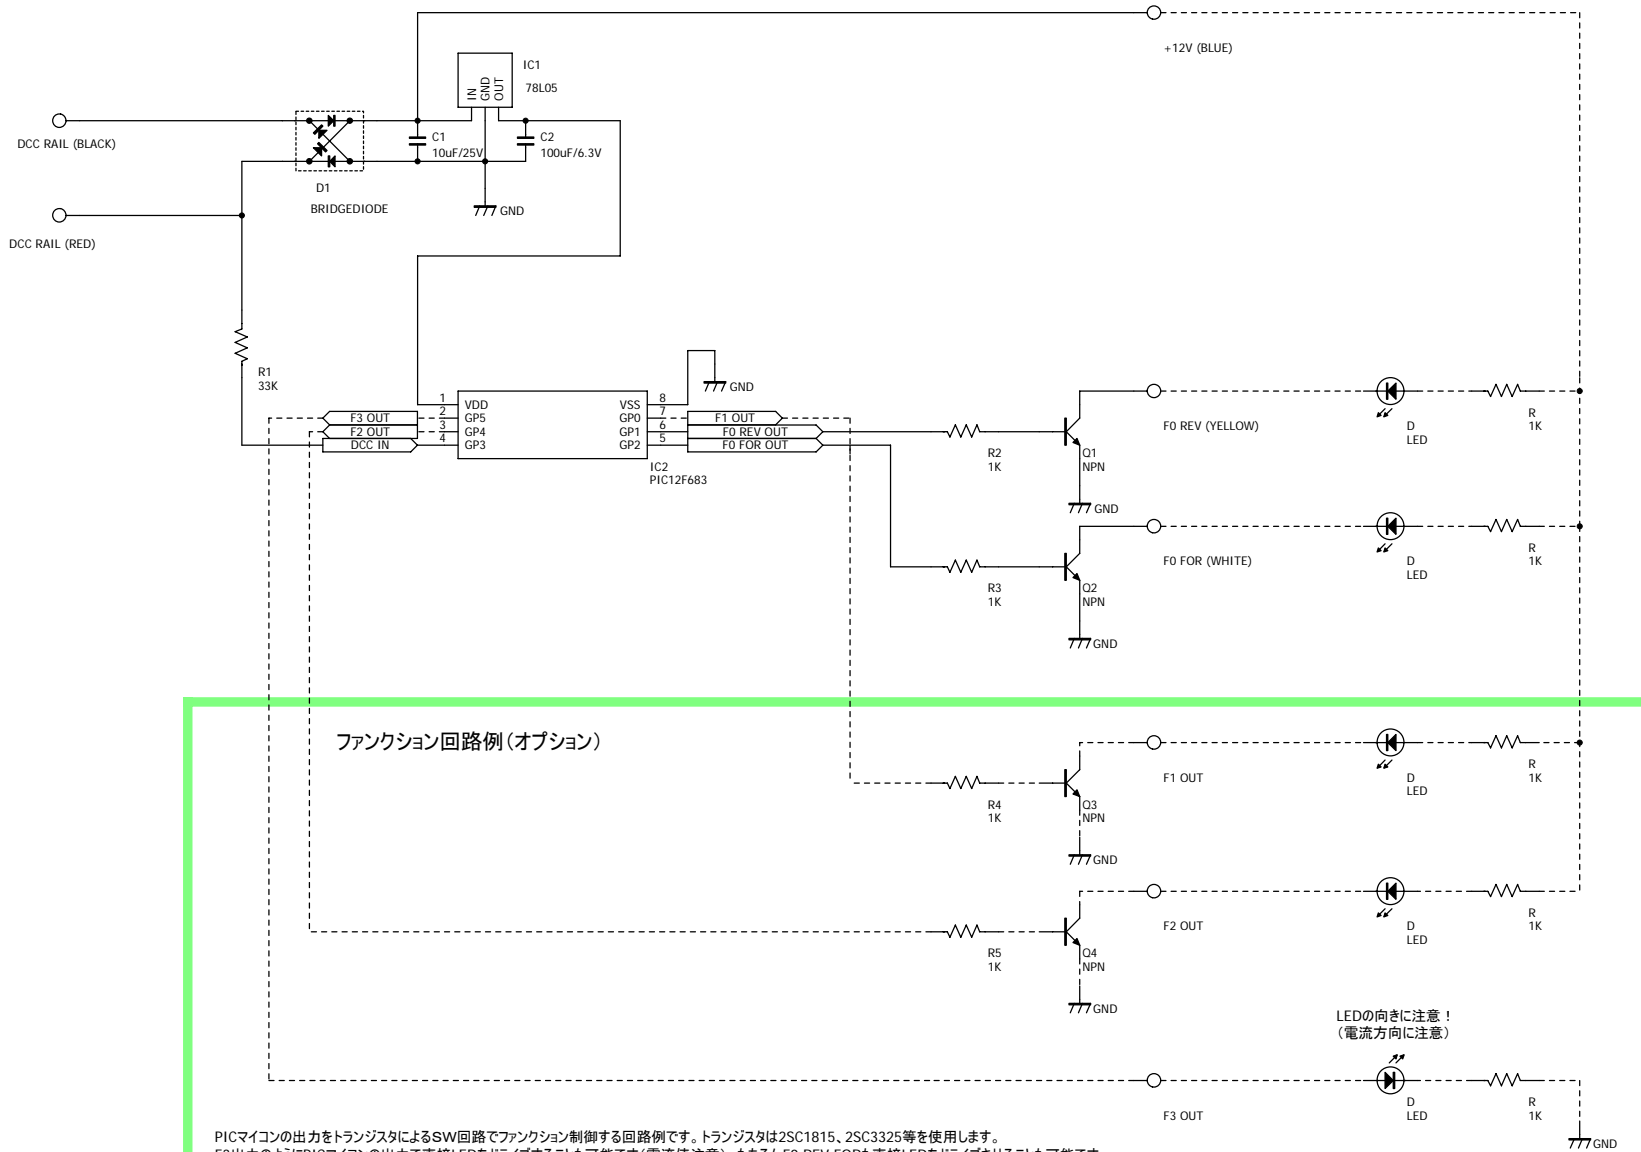 +12V (BLUE)
IC1
78L05
IN
GND
OUT
DCC RAIL (BLACK)
C1
10uF/25V
C2
100uF/6.3V
D1
BRIDGEDIODE
GND
DCC RAIL (RED)
R1
33K
1
2
3
4
VDD
GP5
GP4
GP3
VSS
GP0
GP1
GP2
8
7
6
5
GND
F3 OUT
F2 OUT
DCC IN
F1 OUT
F0 REV OUT
F0 FOR OUT
IC2
PIC12F683
R2
1K
Q1
NPN
GND
F0 REV (YELLOW)
D
LED
R
1K
R3
1K
Q2
NPN
GND
F0 FOR (WHITE)
D
LED
R
1K
ファンクション回路例(オプション)
R4
1K
Q3
NPN
GND
F1 OUT
D
LED
R
1K
R5
1K
Q4
NPN
GND
F2 OUT
D
LED
R
1K
LEDの向きに注意！
(電流方向に注意)
F3 OUT
D
LED
R
1K
GND
PICマイコンの出力をトランジスタによるSW回路でファンクション制御する回路例です。トランジスタは2SC1815、2SC3325等を使用します。